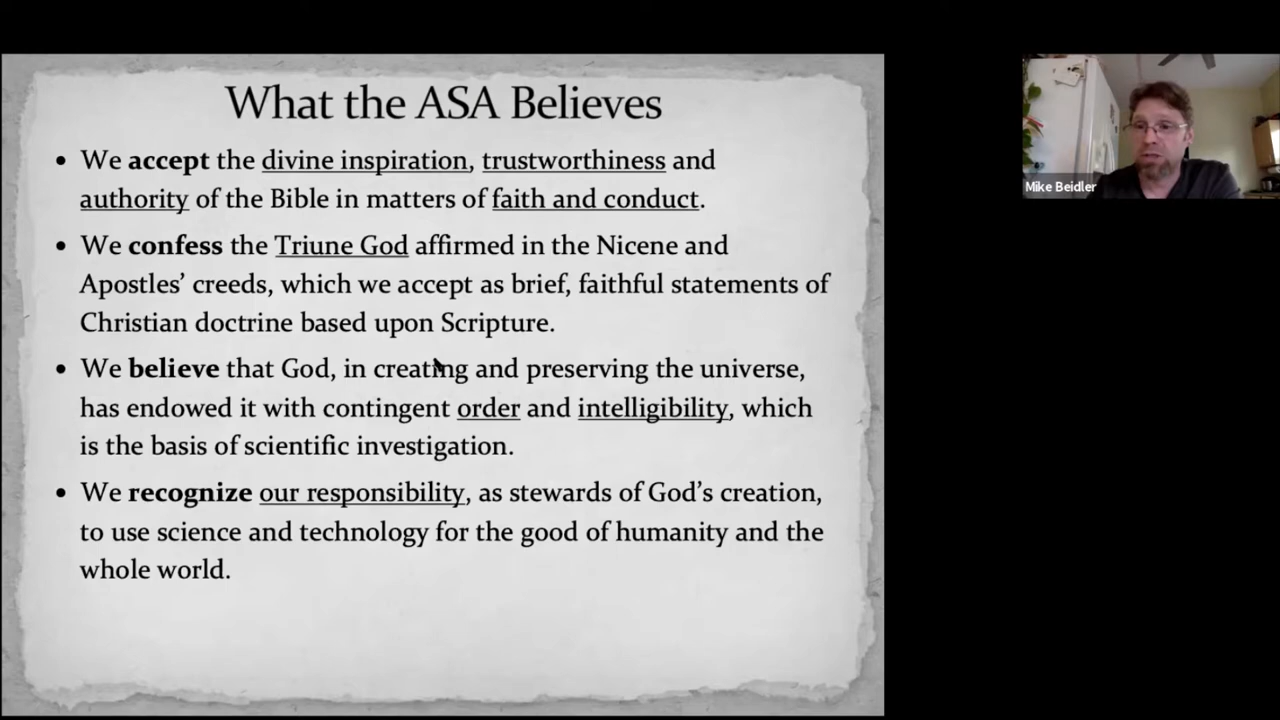 What the ASA Believes
• We accept the divine inspiration, trustworthiness and
authority of the Bible in matters of faith and conduct.
• We confess the Triune God affirmed in the Nicene and
Apostles’ creeds, which we accept as brief, faithful statements of
Christian doctrine based upon Scripture.
• We believe that God, in creating and preserving the universe,
has endowed it with contingent order and intelligibility, which
is the basis of scientific investigation.
• We recognize our responsibility, as stewards of God’s creation,
to use science and technology for the good of humanity and the
whole world.
Mike Beidler